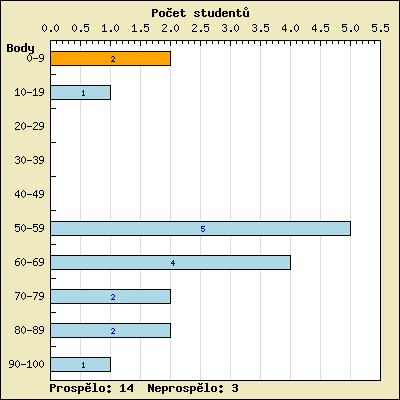 Počet studentů
0.0 0.5 1.0 1.5 2.0 2.5 3.0 3.5 4.0 4.5 5.0 5.5
Body
0-9 2
10-19 1
20-29
30-39
40-49
50-59 5
60-69 4
70-79 2
80-89 2
90-100 1
Prospělo: 14 Neprospělo: 3